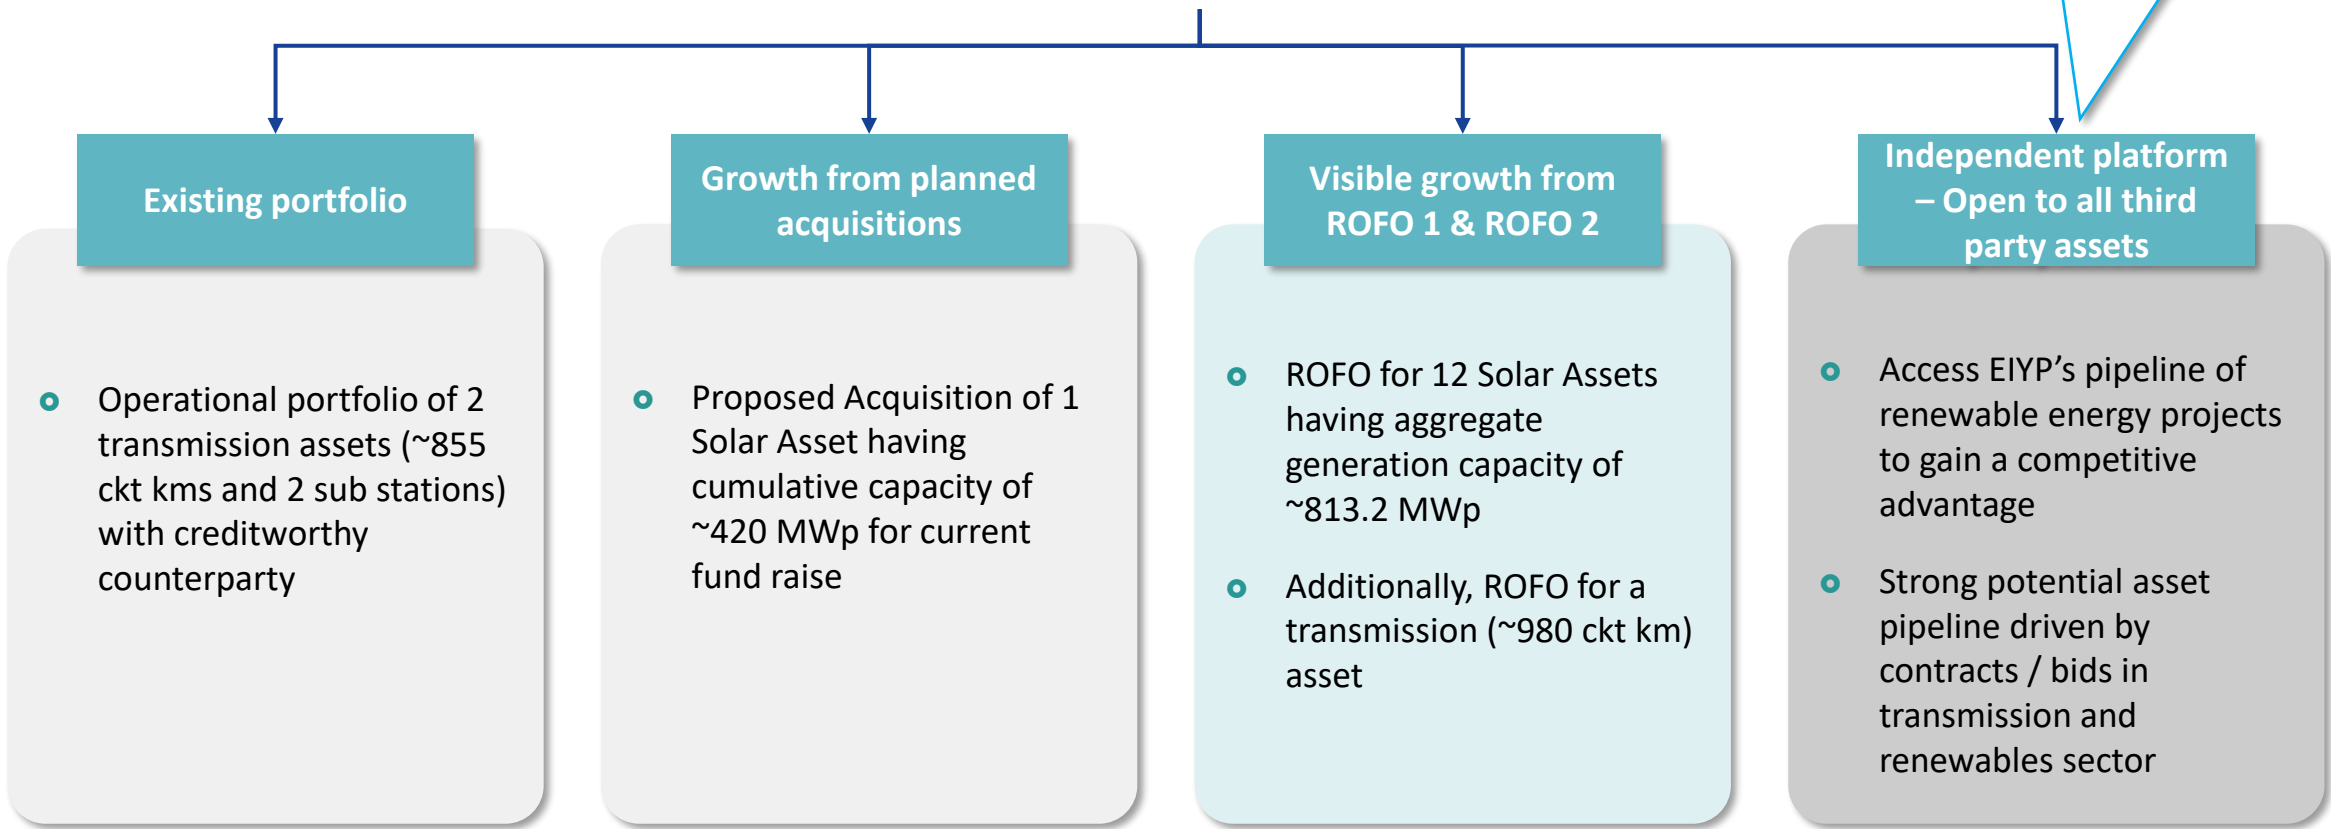 Existing portfolio
Operational portfolio of 2
transmission assets (~855
ckt kms and 2 sub stations)
with creditworthy
counterparty
Growth from planned
acquisitions
Proposed Acquisition of 1
Solar Asset having
cumulative capacity of
~420 MWp for current
fund raise
Visible growth from
ROFO 1 & ROFO 2
ROFO for 12 Solar Assets
having aggregate
generation capacity of
~813.2 MWp
Additionally, ROFO for a
transmission (~980 ckt km)
asset
Independent platform
– Open to all third
party assets
Access EIYP’s pipeline of
renewable energy projects
to gain a competitive
advantage
Strong potential asset
pipeline driven by
contracts / bids in
transmission and
renewables sector